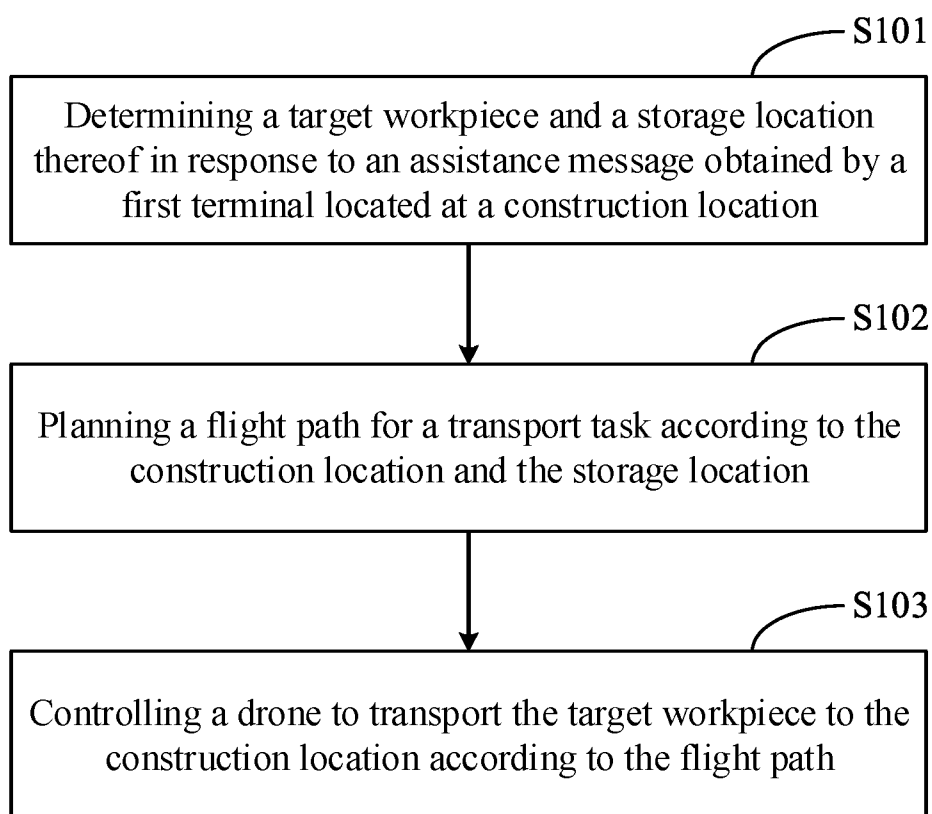 S101
Determining a target workpiece and a storage location
thereof in response to an assistance message obtained by a
first terminal located at a construction location
S102
Planning a flight path for a transport task according to the
construction location and the storage location
S103
Controlling a drone to transport the target workpiece to the
construction location according to the flight path